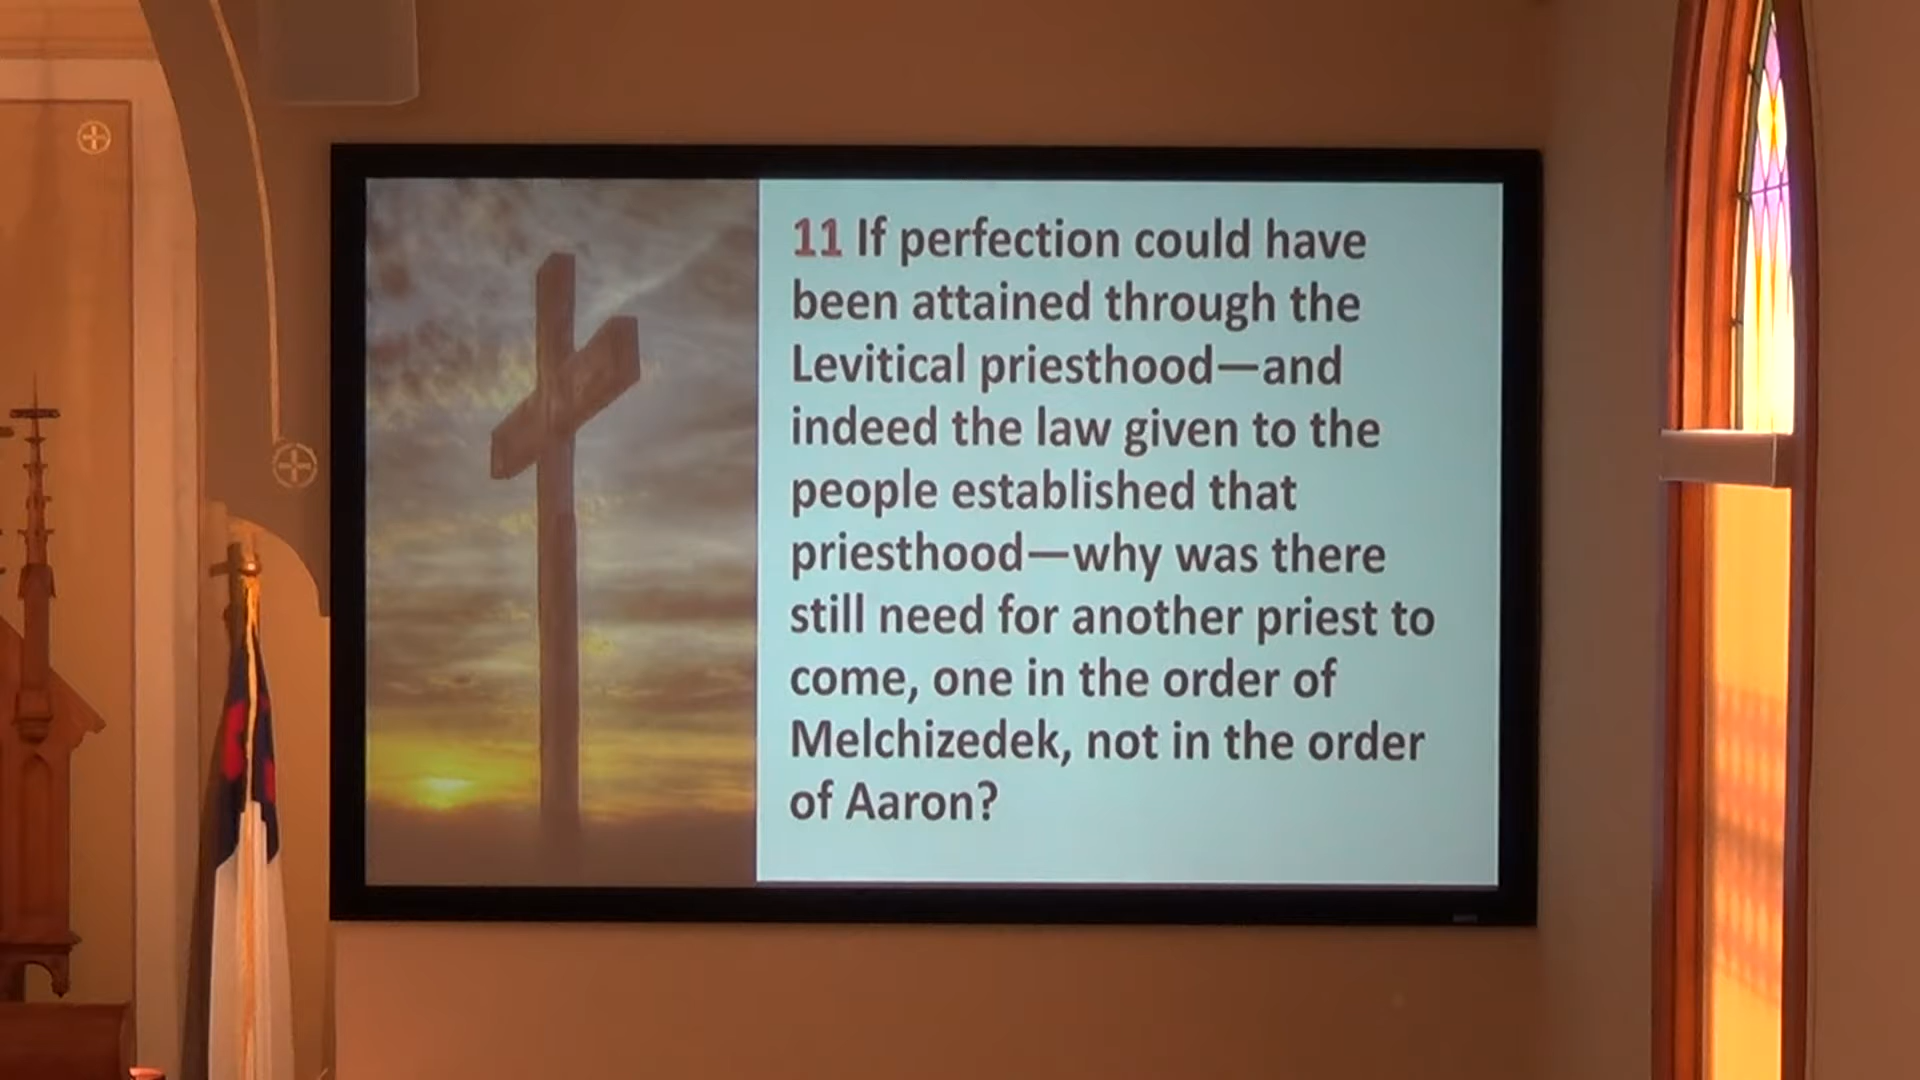 11 If perfection could have
been attained through the
Levitical priesthood—and
indeed the law given to the
people established that
priesthood—why was there
still need for another priest to
come, one in the order of
Melchizedek, not in the order
of Aaron?